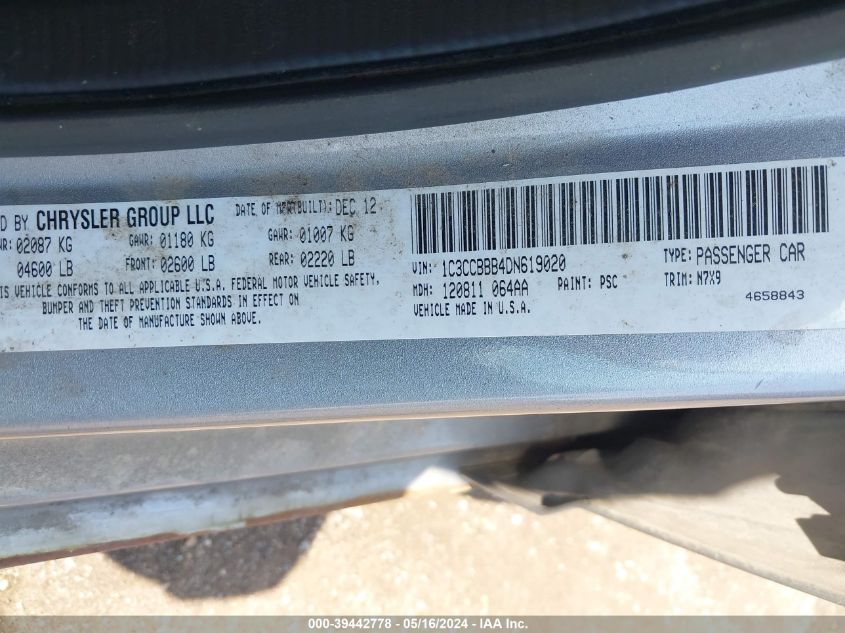 D BY CHRYSLER GROUP LLC DATE OF MFR(BUILT): DEC 12
02087 KG GAWR: 01180 KG GAWR: 01007 KG
04600 LB FRONT: 02600 LB REAR: 02220 LB
IS VEHICLE CONFORMS TO ALL APPLICABLE U.S.A. FEDERAL MOTOR VEHICLE SAFETY,
BUMPER AND THEFT PREVENTION STANDARDS IN EFFECT ON
THE DATE OF MANUFACTURE SHOWN ABOVE.
VIN: 1C3CCBBB4DN619020 TYPE: PASSENGER CAR
MDH: 120811 064AA PAINT: PSC TRIM: N7X9
VEHICLE MADE IN U.S.A. 4658843
000-39442778 - 05/16/2024 - IAA Inc.